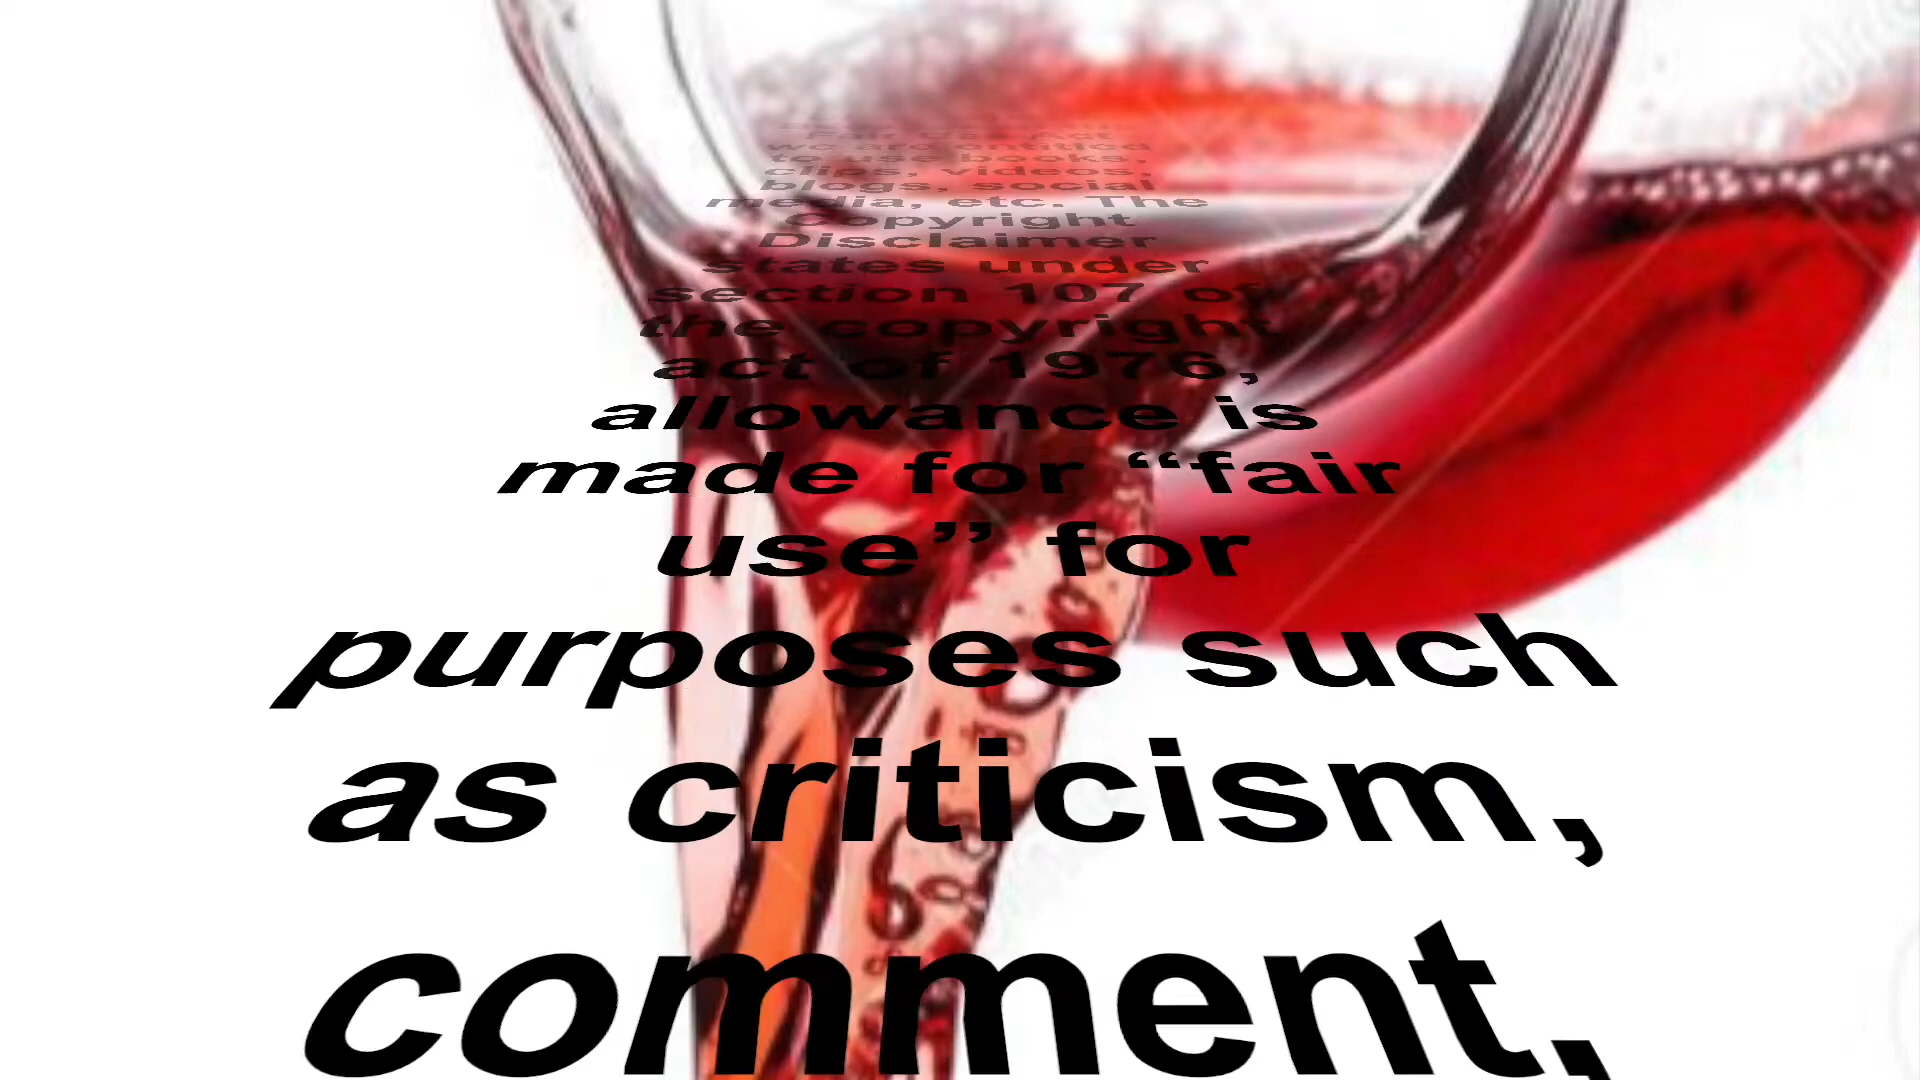 Fair Use Act
we are entitled
to use books,
clips, videos,
blogs, social
media, etc. The
Copyright
Disclaimer
states under
section 107 of
the copyright
act of 1976,
allowance is
made for “fair
use” for
purposes such
as criticism,
comment,